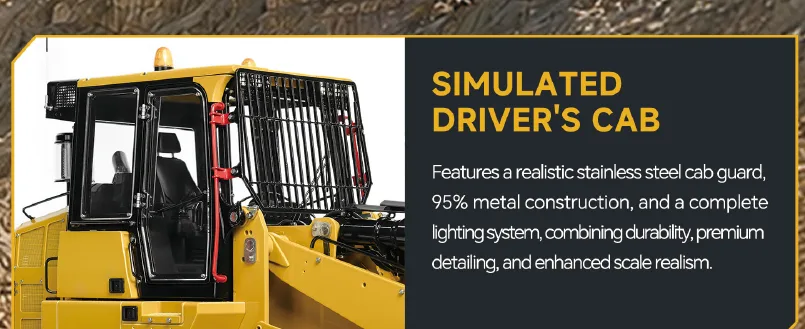 SIMULATED
DRIVER'S CAB
Features a realistic stainless steel cab guard,
95% metal construction, and a complete
lighting system, combining durability, premium
detailing, and enhanced scale realism.